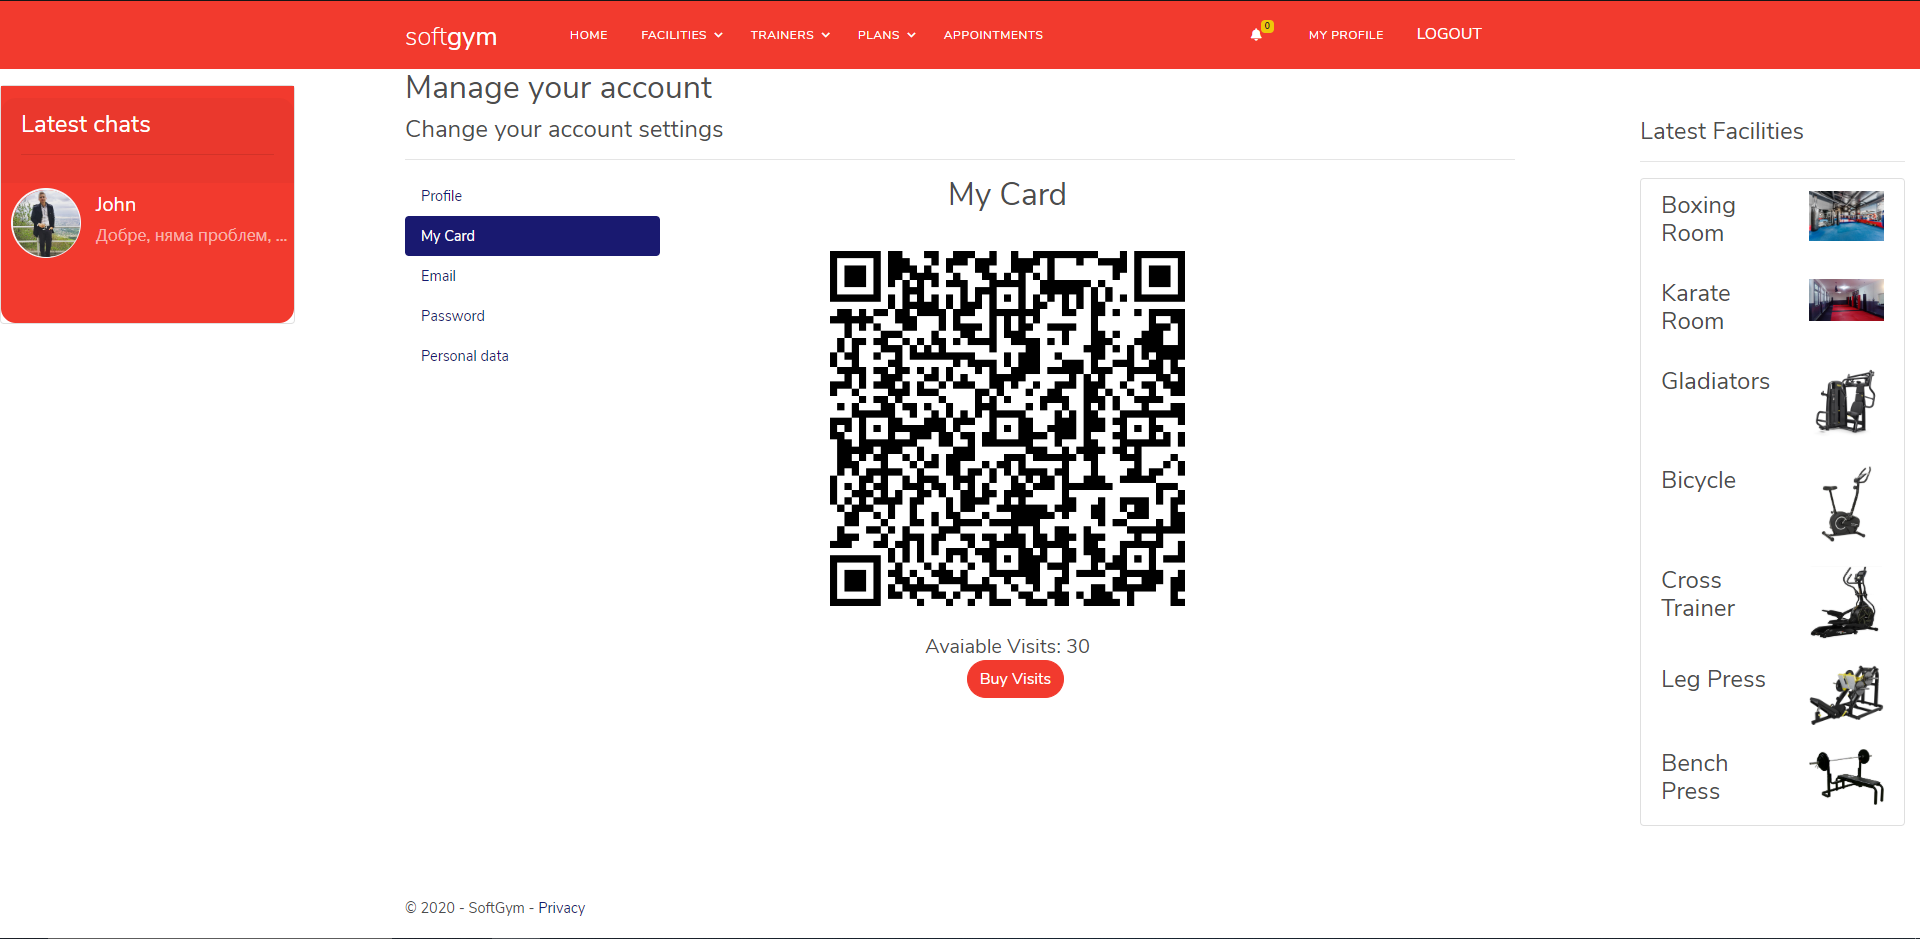 softgym
HOME
FACILITIES
TRAINERS
PLANS
APPOINTMENTS
0
MY PROFILE
LOGOUT
Latest chats
John
Добре, няма проблем, ...
Manage your account
Change your account settings
Profile
My Card
Email
Password
Personal data
My Card
Avaiable Visits: 30
Buy Visits
Latest Facilities
Boxing
Room
Karate
Room
Gladiators
Bicycle
Cross
Trainer
Leg Press
Bench
Press
© 2020 - SoftGym - Privacy